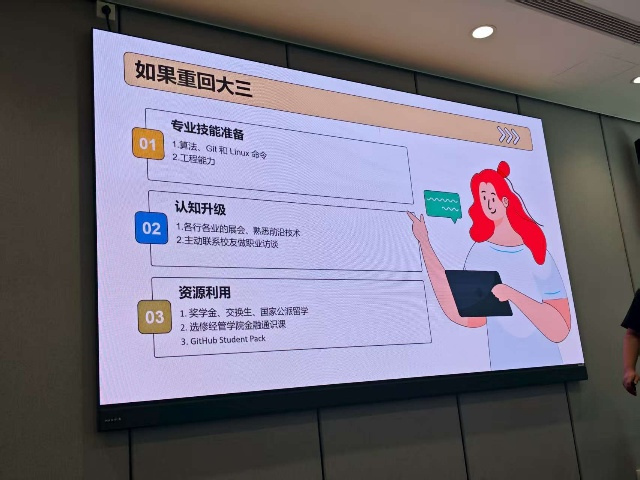 如果重回大三
01
专业技能准备
1.算法、Git 和 Linux 命令
2.工程能力
02
认知升级
1.各行各业的展会、熟悉前沿技术
2.主动联系校友做职业访谈
03
资源利用
1. 奖学金、交换生、国家公派留学
2. 选修经管学院金融通识课
3. GitHub Student Pack